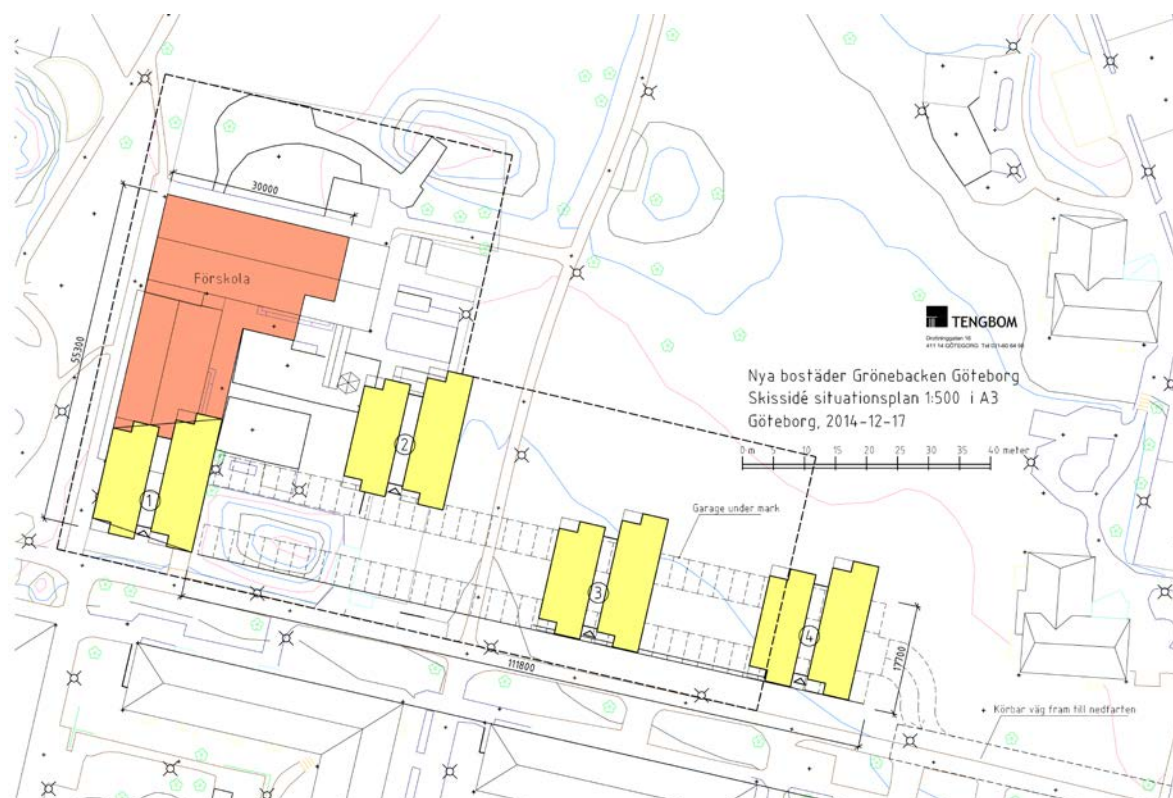 30000
Förskola
55300
TENGBOM
Nya bostäder Grönebacken Göteborg
Skissidé situationsplan 1:500 i A3
Göteborg, 2014-12-17
0 m 5 10 15 20 25 30 35 40 meter
Garage under mark
2
1
3
4
17700
111800
Körbar väg fram till nedfarten